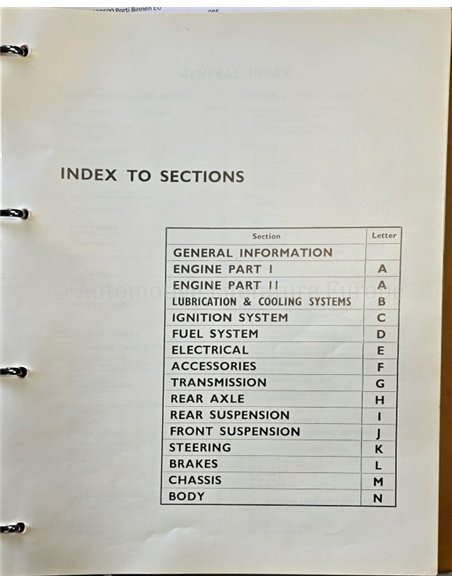 INDEX TO SECTIONS
Section Letter
GENERAL INFORMATION
ENGINE PART I A
ENGINE PART II A
LUBRICATION & COOLING SYSTEMS B
IGNITION SYSTEM C
FUEL SYSTEM D
ELECTRICAL E
ACCESSORIES F
TRANSMISSION G
REAR AXLE H
REAR SUSPENSION I
FRONT SUSPENSION J
STEERING K
BRAKES L
CHASSIS M
BODY N